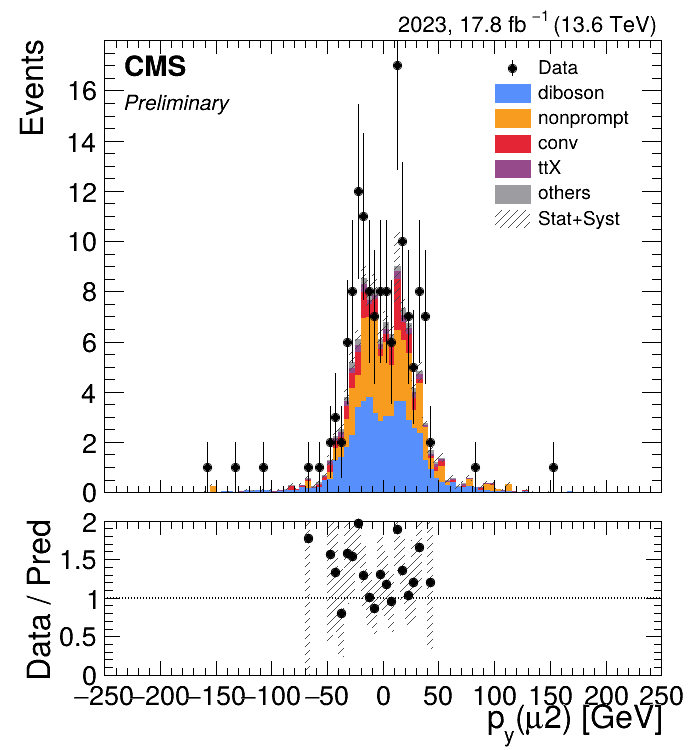 2023, 17.8 fb⁻¹ (13.6 TeV)
CMS
Preliminary
Events
Data
diboson
nonprompt
conv
ttX
others
Stat+Syst
16
14
12
10
8
6
4
2
0
Data / Pred
2
1.5
1
0.5
0
−250 −200 −150 −100 −50 0 50 100 150 200 250
p_y(μ2) [GeV]